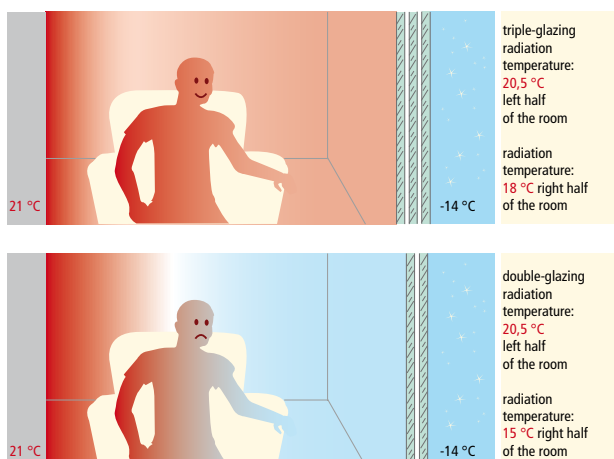 21 °C
-14 °C
triple-glazing
radiation
temperature:
20,5 °C
left half
of the room
radiation
temperature:
18 °C right half
of the room
21 °C
-14 °C
double-glazing
radiation
temperature:
20,5 °C
left half
of the room
radiation
temperature:
15 °C right half
of the room